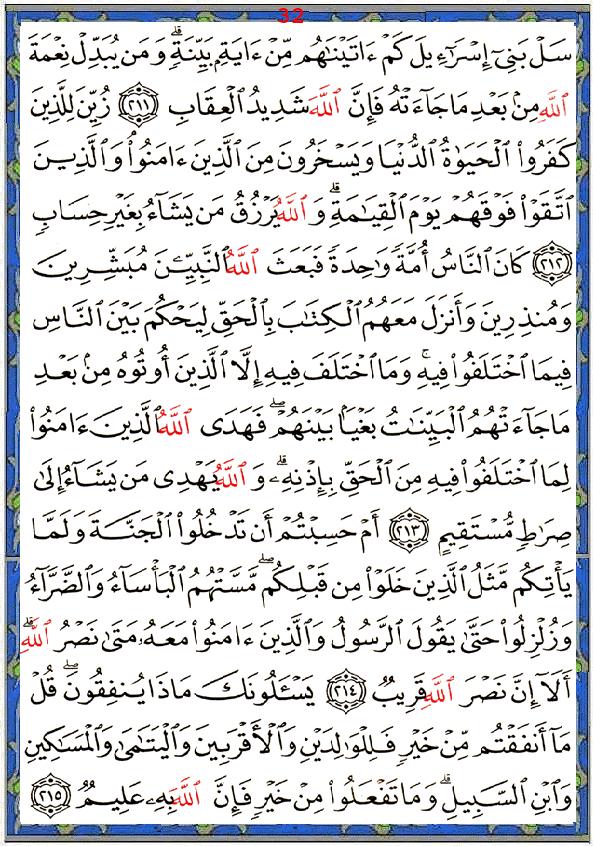 32
سَلْ بَنِىٓ إِسْرَٰٓءِيلَ كَمْ ءَاتَيْنَٰهُم مِّنْ ءَايَةٍۭ بَيِّنَةٍۢ ۗ وَمَن يُبَدِّلْ نِعْمَةَ
ٱللَّهِ مِنۢ بَعْدِ مَا جَآءَتْهُ فَإِنَّ ٱللَّهَ شَدِيدُ ٱلْعِقَابِ ﴿٢١١﴾ زُيِّنَ لِلَّذِينَ
كَفَرُوا۟ ٱلْحَيَوٰةُ ٱلدُّنْيَا وَيَسْخَرُونَ مِنَ ٱلَّذِينَ ءَامَنُوا۟ ۘ وَٱلَّذِينَ
ٱتَّقَوْا۟ فَوْقَهُمْ يَوْمَ ٱلْقِيَٰمَةِ ۗ وَٱللَّهُ يَرْزُقُ مَن يَشَآءُ بِغَيْرِ حِسَابٍۢ
﴿٢١٢﴾ كَانَ ٱلنَّاسُ أُمَّةًۭ وَٰحِدَةًۭ فَبَعَثَ ٱللَّهُ ٱلنَّبِيِّۦنَ مُبَشِّرِينَ
وَمُنذِرِينَ وَأَنزَلَ مَعَهُمُ ٱلْكِتَٰبَ بِٱلْحَقِّ لِيَحْكُمَ بَيْنَ ٱلنَّاسِ
فِيمَا ٱخْتَلَفُوا۟ فِيهِ ۚ وَمَا ٱخْتَلَفَ فِيهِ إِلَّا ٱلَّذِينَ أُوتُوهُ مِنۢ بَعْدِ
مَا جَآءَتْهُمُ ٱلْبَيِّنَٰتُ بَغْيًۢا بَيْنَهُمْ ۖ فَهَدَى ٱللَّهُ ٱلَّذِينَ ءَامَنُوا۟
لِمَا ٱخْتَلَفُوا۟ فِيهِ مِنَ ٱلْحَقِّ بِإِذْنِهِۦ ۗ وَٱللَّهُ يَهْدِى مَن يَشَآءُ إِلَىٰ
صِرَٰطٍۢ مُّسْتَقِيمٍ ﴿٢١٣﴾ أَمْ حَسِبْتُمْ أَن تَدْخُلُوا۟ ٱلْجَنَّةَ وَلَمَّا
يَأْتِكُم مَّثَلُ ٱلَّذِينَ خَلَوْا۟ مِن قَبْلِكُم ۖ مَّسَّتْهُمُ ٱلْبَأْسَآءُ وَٱلضَّرَّآءُ
وَزُلْزِلُوا۟ حَتَّىٰ يَقُولَ ٱلرَّسُولُ وَٱلَّذِينَ ءَامَنُوا۟ مَعَهُۥ مَتَىٰ نَصْرُ ٱللَّهِ ۗ
أَلَآ إِنَّ نَصْرَ ٱللَّهِ قَرِيبٌۭ ﴿٢١٤﴾ يَسْـَٔلُونَكَ مَاذَا يُنفِقُونَ ۖ قُلْ
مَآ أَنفَقْتُم مِّنْ خَيْرٍۢ فَلِلْوَٰلِدَيْنِ وَٱلْأَقْرَبِينَ وَٱلْيَتَٰمَىٰ وَٱلْمَسَٰكِينِ
وَٱبْنِ ٱلسَّبِيلِ ۗ وَمَا تَفْعَلُوا۟ مِنْ خَيْرٍۢ فَإِنَّ ٱللَّهَ بِهِۦ عَلِيمٌۭ ﴿٢١٥﴾